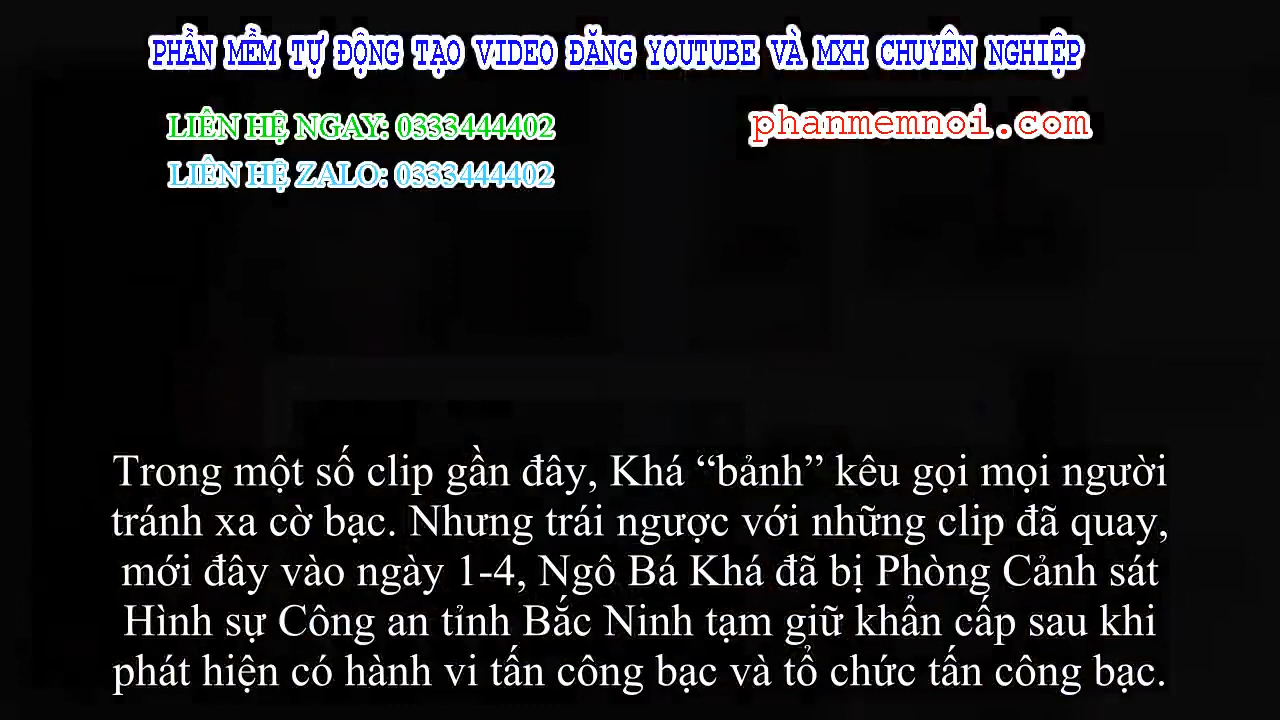 PHẦN MỀM TỰ ĐỘNG TẠO VIDEO ĐĂNG YOUTUBE VÀ MXH CHUYÊN NGHIỆP
LIÊN HỆ NGAY: 0333444402
phanmemnoi.com
LIÊN HỆ ZALO: 0333444402
Trong một số clip gần đây, Khá “bảnh” kêu gọi mọi người
tránh xa cờ bạc. Nhưng trái ngược với những clip đã quay,
mới đây vào ngày 1-4, Ngô Bá Khá đã bị Phòng Cảnh sát
Hình sự Công an tỉnh Bắc Ninh tạm giữ khẩn cấp sau khi
phát hiện có hành vi tấn công bạc và tổ chức tấn công bạc.